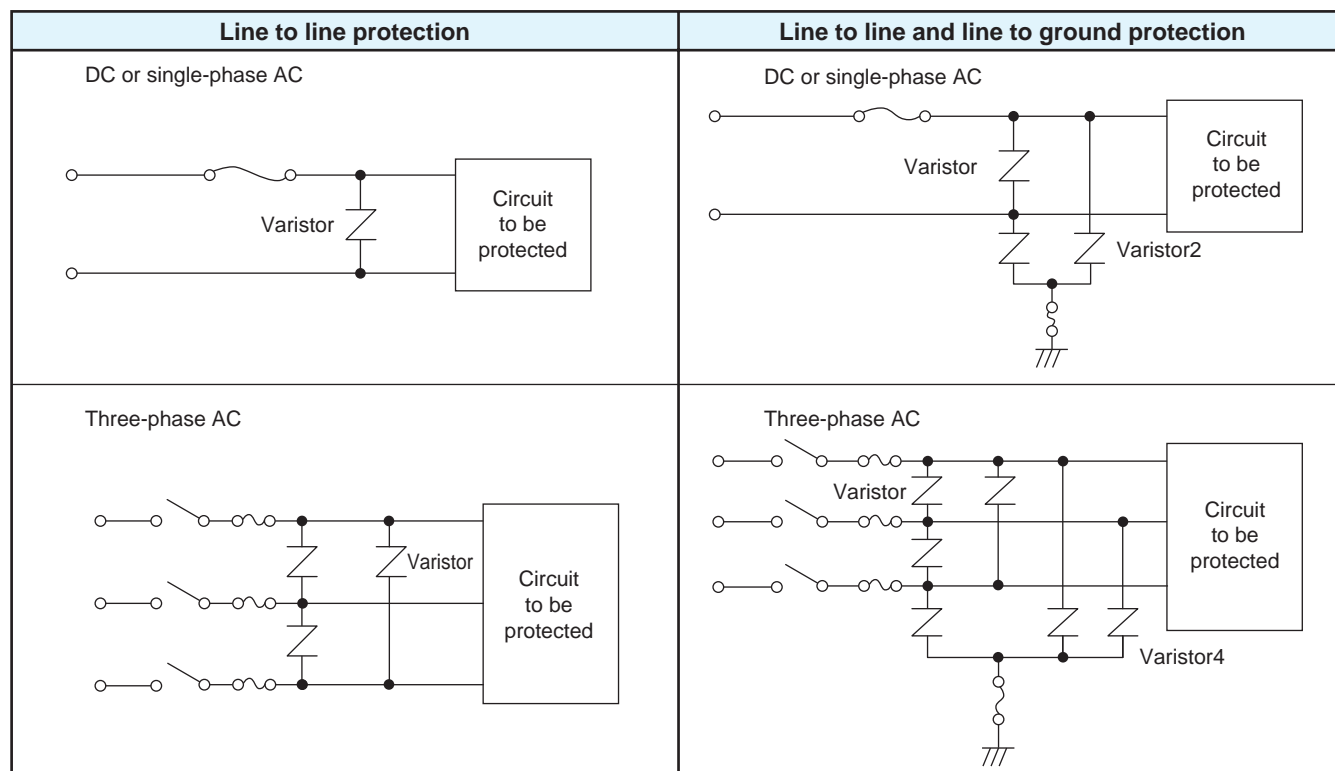 Line to line protection
Line to line and line to ground protection
DC or single-phase AC
Varistor
Circuit
to be
protected
DC or single-phase AC
Varistor
Varistor2
Circuit
to be
protected
Three-phase AC
Varistor
Circuit
to be
protected
Three-phase AC
Varistor
Varistor4
Circuit
to be
protected